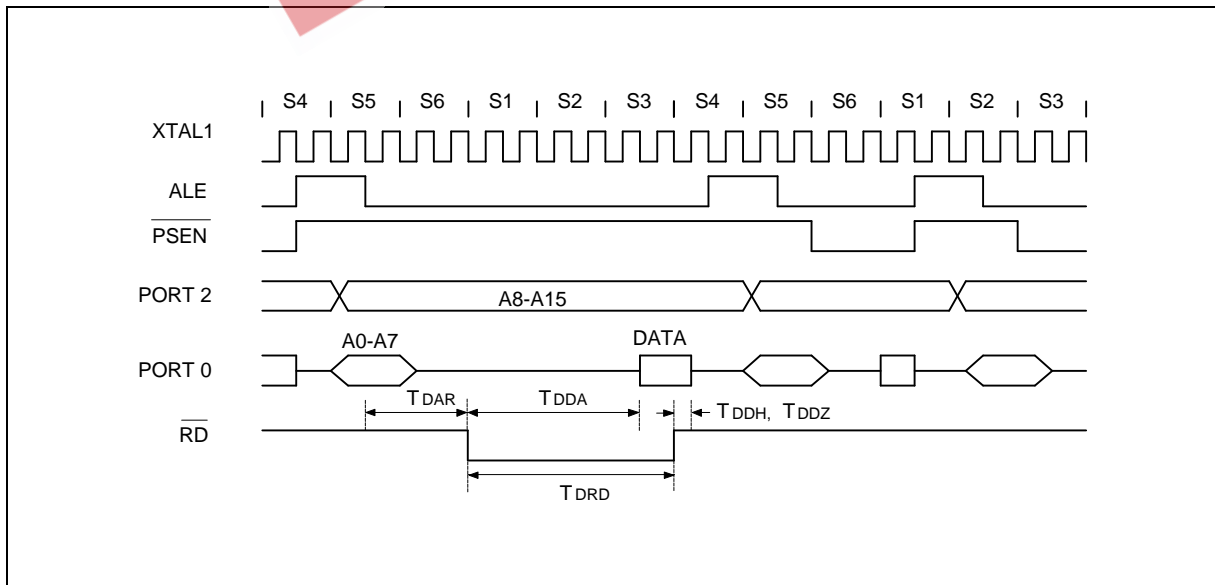 S4 S5 S6 S1 S2 S3 S4 S5 S6 S1 S2 S3
XTAL1
ALE
PSEN
PORT 2
A8-A15
A0-A7
DATA
PORT 0
TDAR
TDDA
TDDH, TDDZ
RD
TDRD